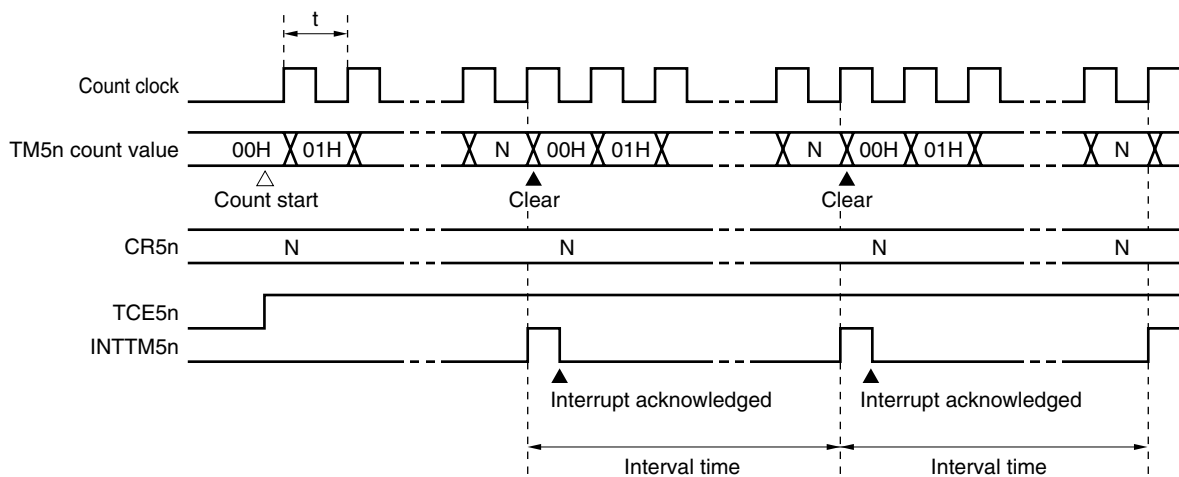 t
Count clock
TM5n count value 00H 01H N 00H 01H N 00H 01H N
Count start Clear Clear
CR5n N N N N
TCE5n
INTTM5n
Interrupt acknowledged Interrupt acknowledged
Interval time Interval time